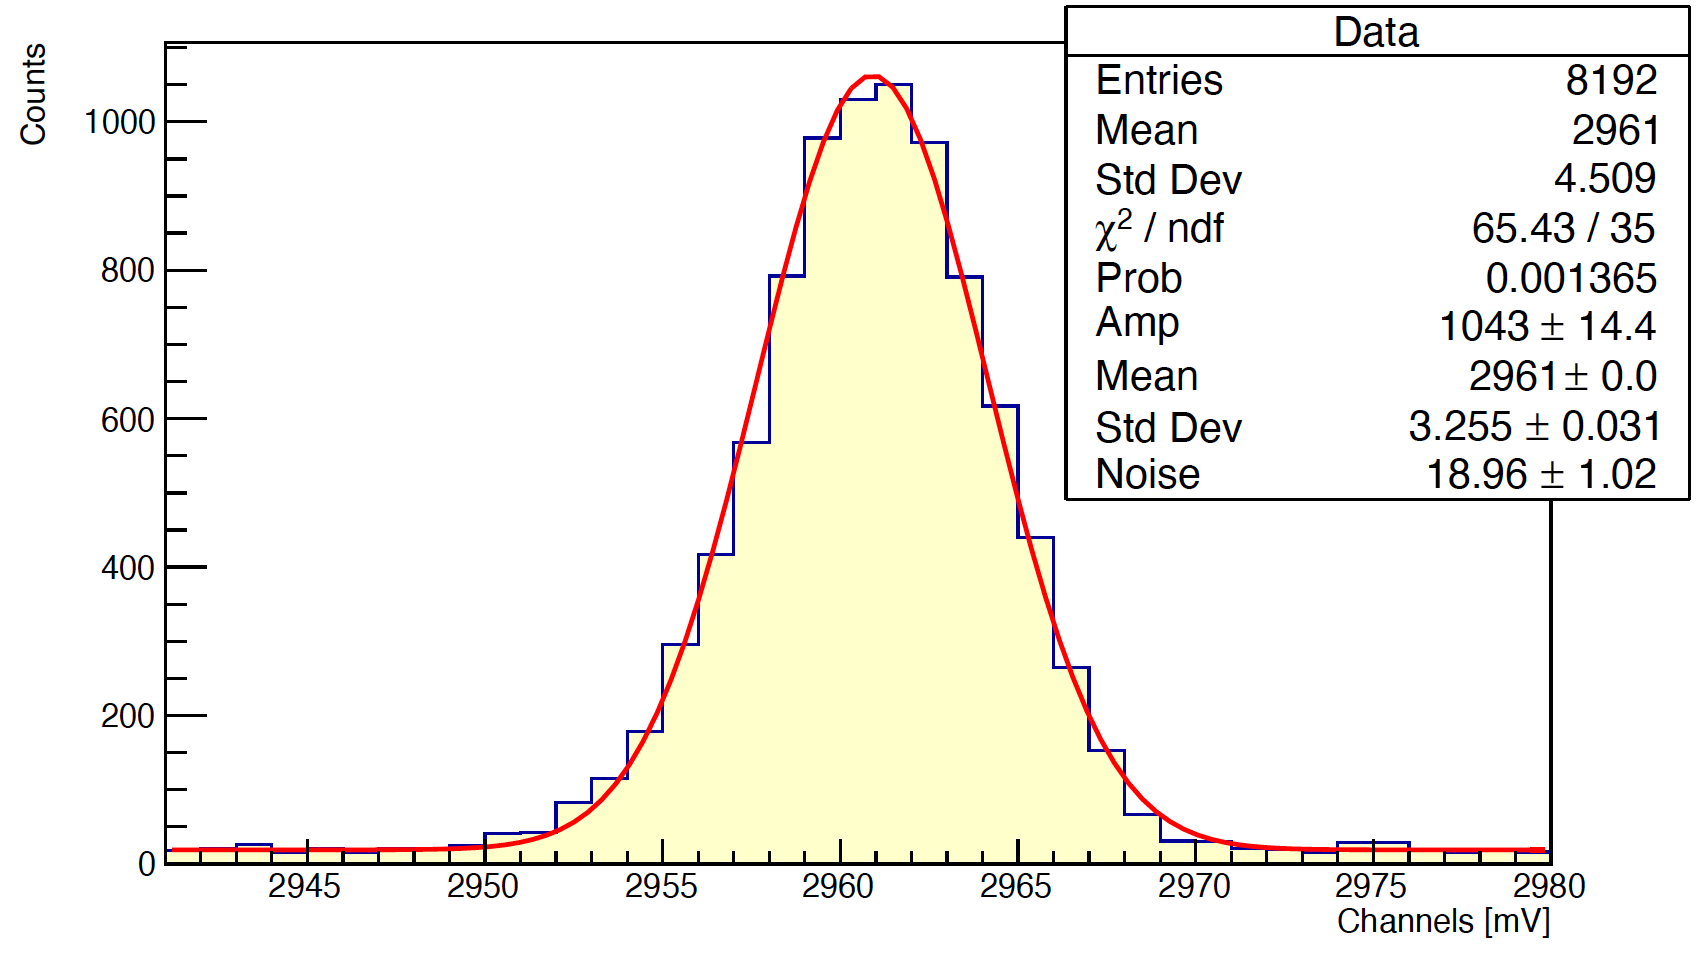 Counts
1000
800
600
400
200
0
2945 2950 2955 2960 2965 2970 2975 2980
Channels [mV]
Data
Entries 8192
Mean 2961
Std Dev 4.509
χ² / ndf 65.43 / 35
Prob 0.001365
Amp 1043 ± 14.4
Mean 2961 ± 0.0
Std Dev 3.255 ± 0.031
Noise 18.96 ± 1.02